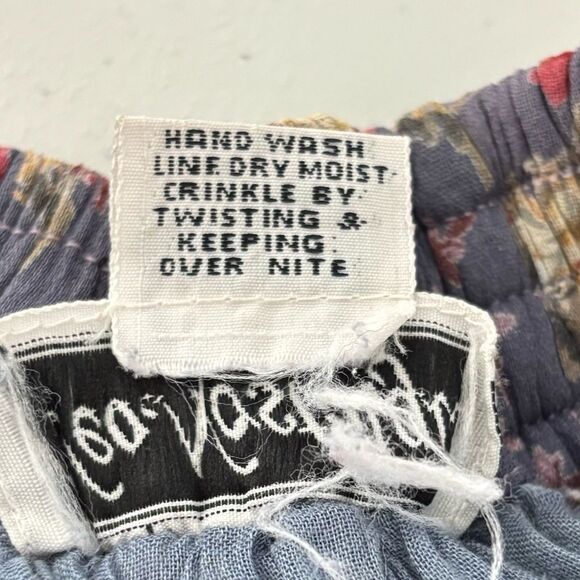 HAND WASH
LINE DRY MOIST
CRINKLE BY
TWISTING &
KEEPING
OVER NITE